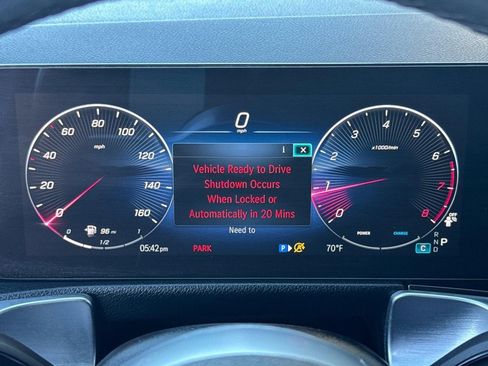 0
mph
0
20
40
60
80
100
120
140
160
mph
0
1/2
1
96 mi
05:42pm
i ×
Vehicle Ready to Drive
Shutdown Occurs
When Locked or
Automatically in 20 Mins
Need to
PARK
P
70°F
0
1
2
3
4
5
6
7
8
x1000/min
POWER CHARGE
OFF
C
R
N P
D